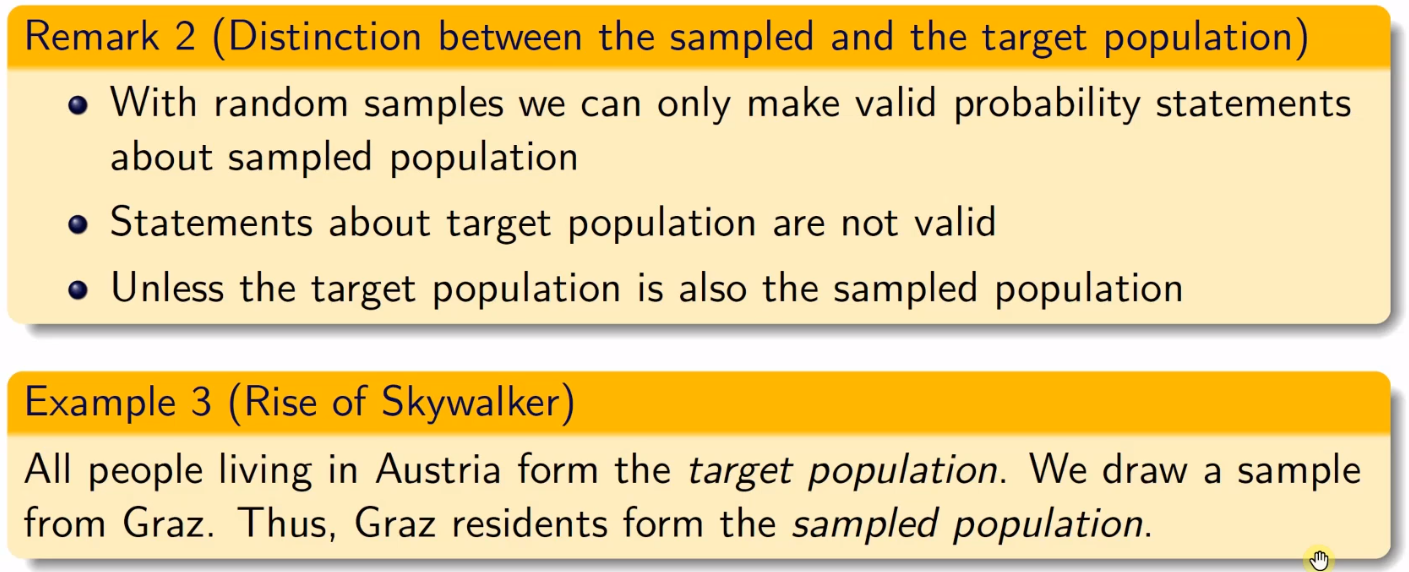 Remark 2 (Distinction between the sampled and the target population)
With random samples we can only make valid probability statements
about sampled population
Statements about target population are not valid
Unless the target population is also the sampled population
Example 3 (Rise of Skywalker)
All people living in Austria form the target population. We draw a sample
from Graz. Thus, Graz residents form the sampled population.